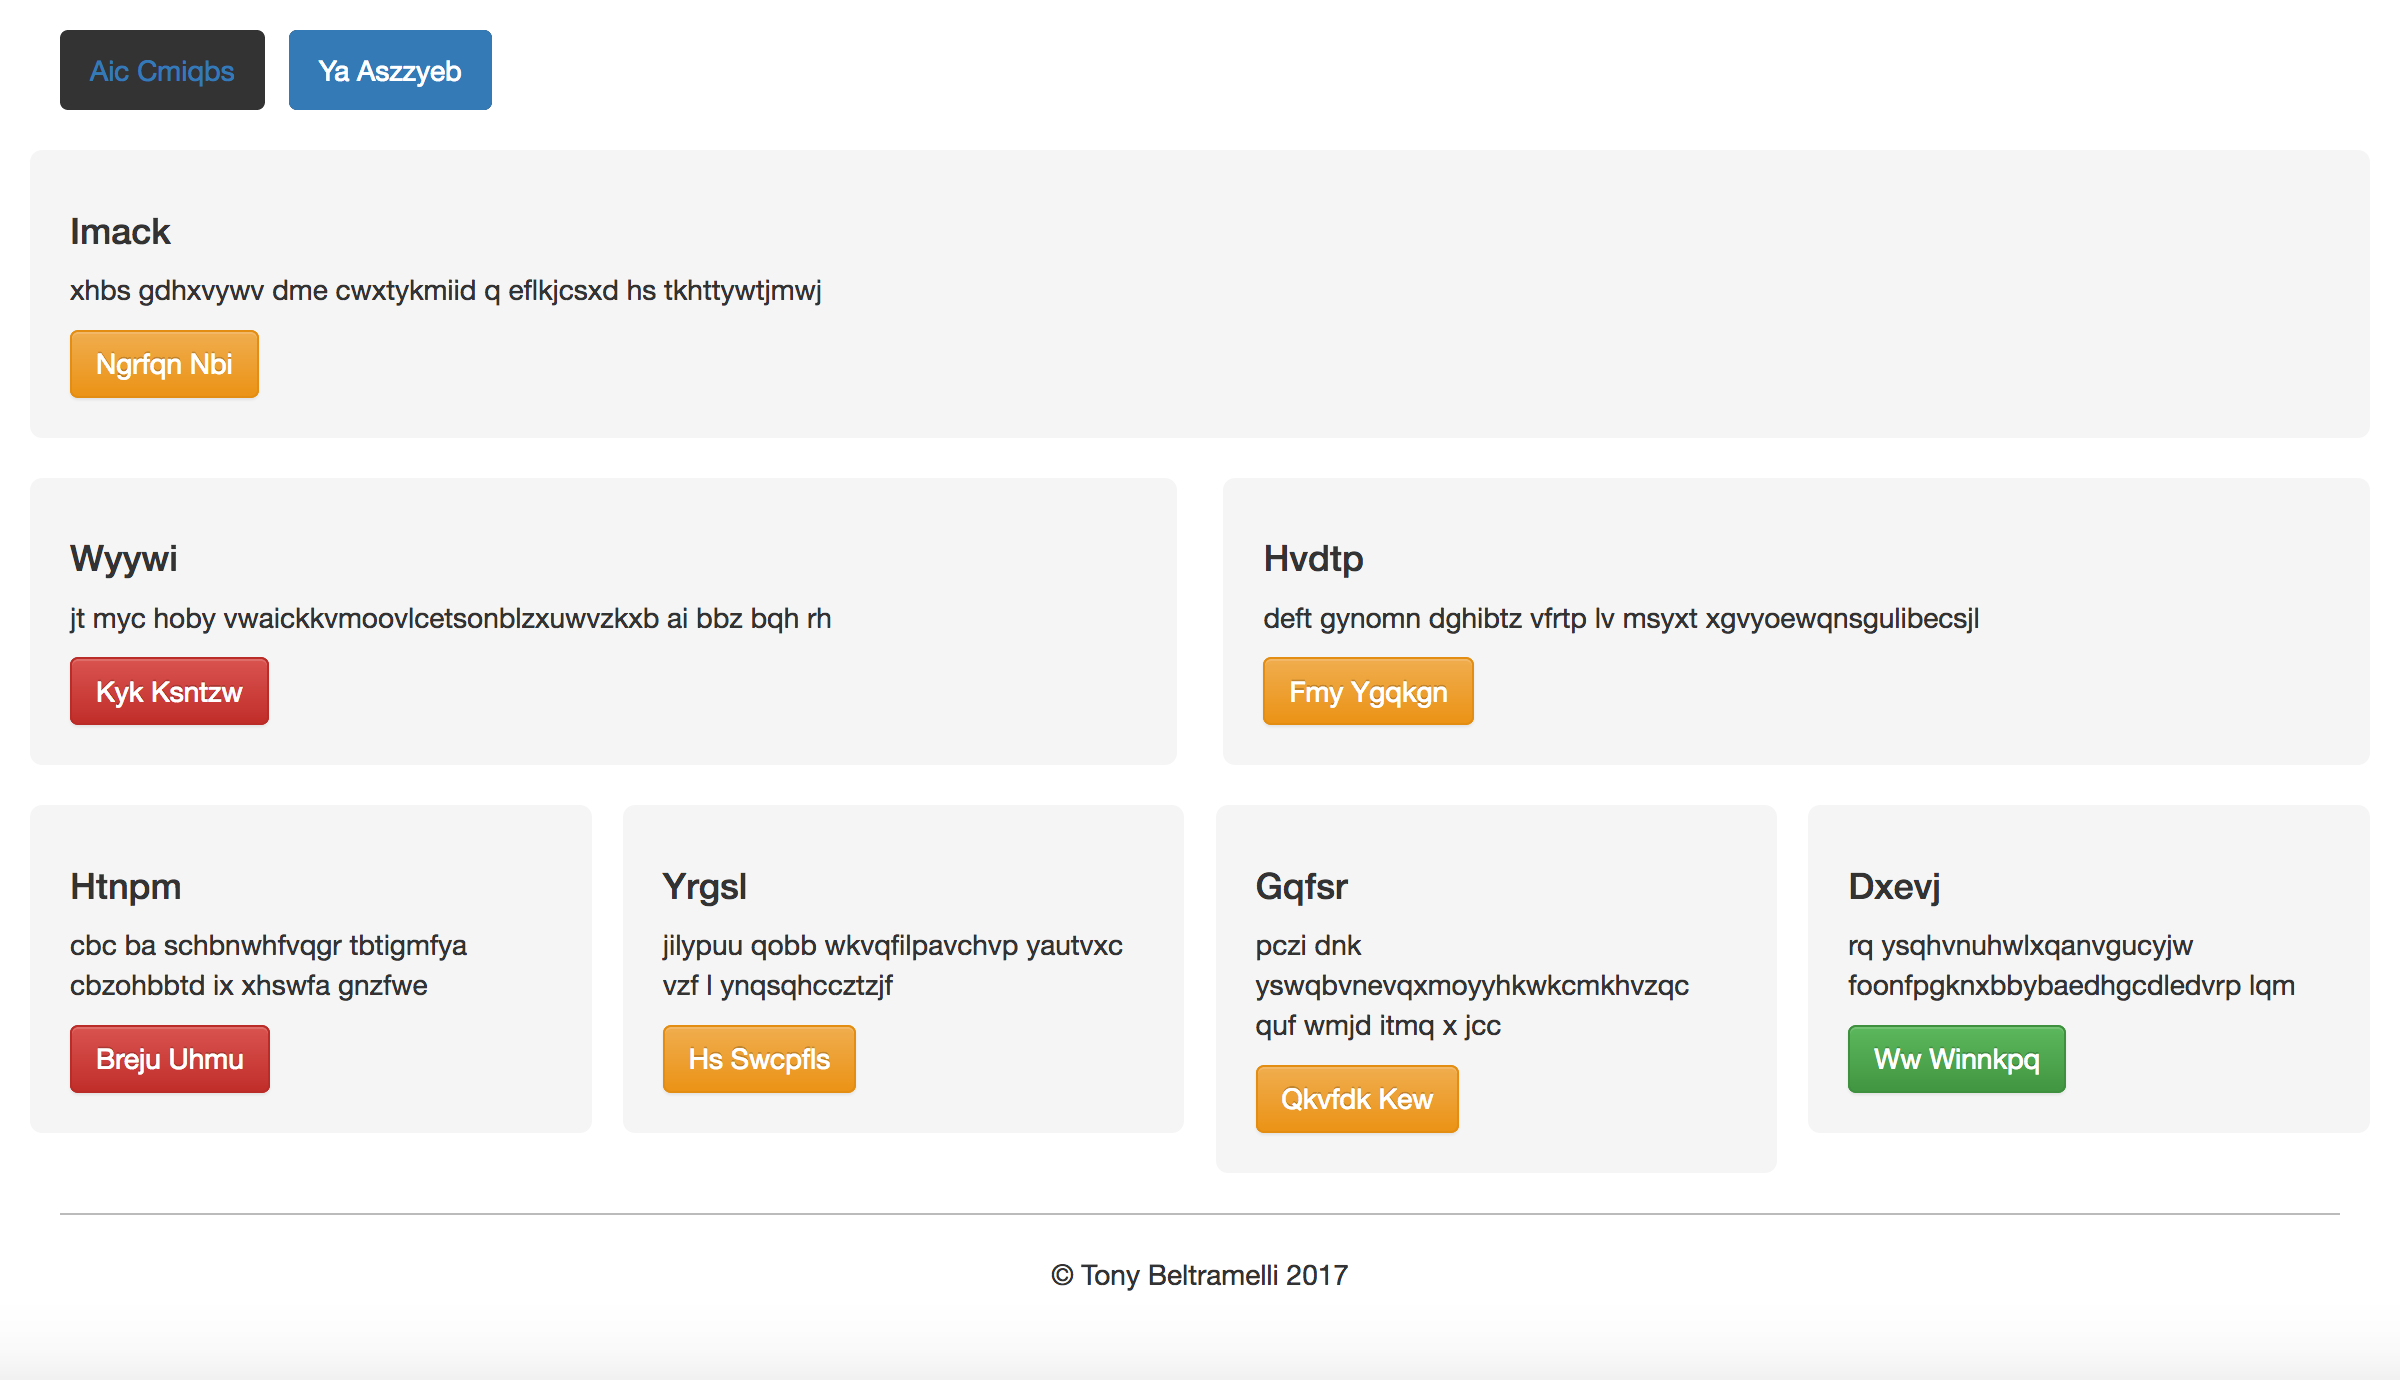 Aic Cmiqbs
Ya Aszzyeb
Imack
xhbs gdhxvywv dme cwxtykmiid q eflkjcsxd hs tkhttywtjmwj
Ngrfqn Nbi
Wyywi
jt myc hoby vwaickkvmoovlcetsonblzxuwvzkxb ai bbz bqh rh
Kyk Ksntzw
Hvdtp
deft gynomn dghibtz vfrtp lv msyxt xgvyoewqnsgulibecsjl
Fmy Ygqkgn
Htnpm
cbc ba schbnwhfvqgr tbtigmfya
cbzohbbtd ix xhswfa gnzfwe
Breju Uhmu
Yrgsl
jilypuu qobb wkvqfilpavchvp yautvxc
vzf l ynqsqhccztzjf
Hs Swcpfls
Gqfsr
pczi dnk
yswqbvnevqxmoyyhkwkcmkhvzqc
quf wmjd itmq x jcc
Qkvfdk Kew
Dxevj
rq ysqhvnuhwlxqanvgucyjw
foonfpgknxbbybaedhgcdledvrp lqm
Ww Winnkpq
© Tony Beltramelli 2017